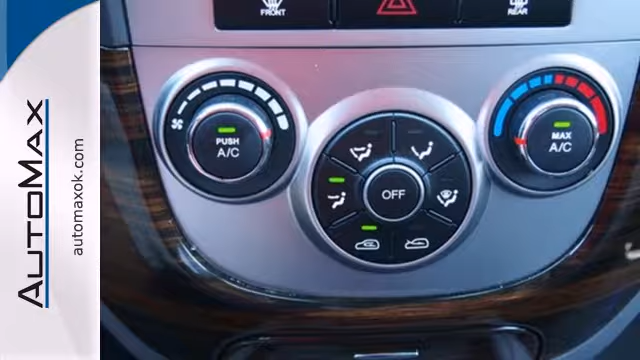 AUTOMAX
automaxok.com
FRONT
REAR
PUSH
A/C
OFF
MAX
A/C